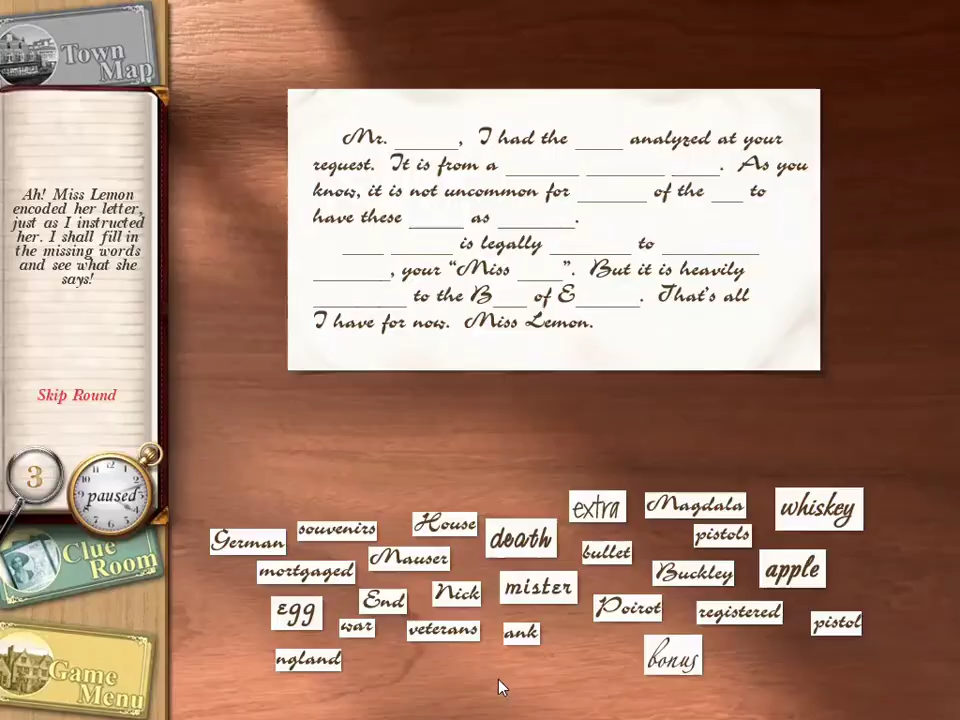 Town
Map
Ah! Miss Lemon
encoded her letter,
just as I instructed
her. I shall fill in
the missing words
and see what she
says!
Skip Round
3
paused
Clue
Room
Game
Menu
Mr. ______, I had the _____ analyzed at your
request. It is from a _______ ________ _____. As you
know, it is not uncommon for _______ of the ___ to
have these _____ as ________.
____ ______ is legally ________ to _________
________, your "Miss _____". But it is heavily
_________ to the B___ of E______. That's all
I have for now. Miss Lemon.
extra Magdala whiskey
German souvenirs House death pistols
mortgaged Mauser bullet Buckley apple
egg End Nick mister Poirot registered pistol
war veterans ank
ngland bonus